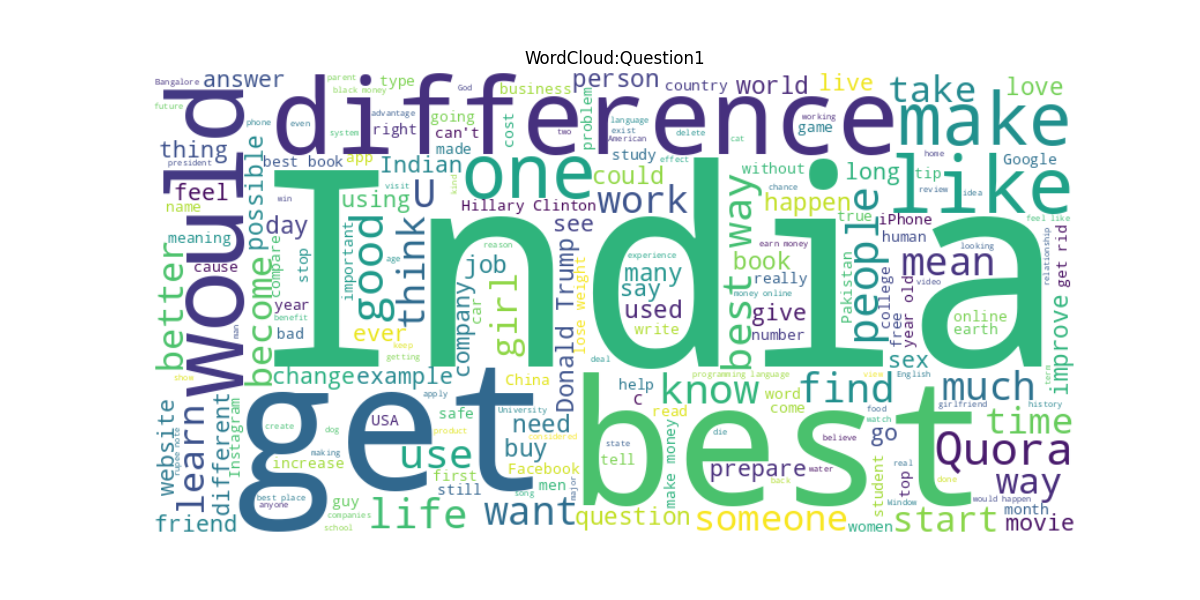 WordCloud:Question1
Bangalore
answer
parent
type
black money
God
business
person
country
world
live
take
love
future
phone
even
would
difference
advantage
going
right
can't
cost
two
problem
language
exist
American
delete
working
game
cat
make
system
made
thing
president
best book
app
Indian
one
study
effect
could
without
long
home
tip
Google
like
review
idea
feel
name
win
visit
using
U
kind
Hillary Clinton
work
chance
happen
true
iPhone
feel like
possible
day
India
important
good
think
see
way
people
human
looking
meaning
cause
compare
stop
age
reason
job
experience
many
say
earn money
book
really
money online
Pakistan
college
mean
video
relationship
get rid
better
become
year
benefit
bad
man
ever
keep
getting
company
car
girl
Donald Trump
lose weight
used
write
best
give
number
free
year old
online
earth
improve
term
show
change
example
China
deal
help
c
know
programming language
word
come
view
sex
English
find
much
girlfriend
history
website
learn
different
Instagram
rupee note
get
USA
apply
University
safe
need
considered
product
use
buy
state
read
best
die
believe
food
watch
go
time
Quora
create
dog
making
increase
first
Facebook
tell
make money
prepare
water
back
student
top
real
done
way
best place
anyone
guy
companies
school
still
song
men
major
Window
would happen
month
friend
life
want
question
someone
women
start
movie